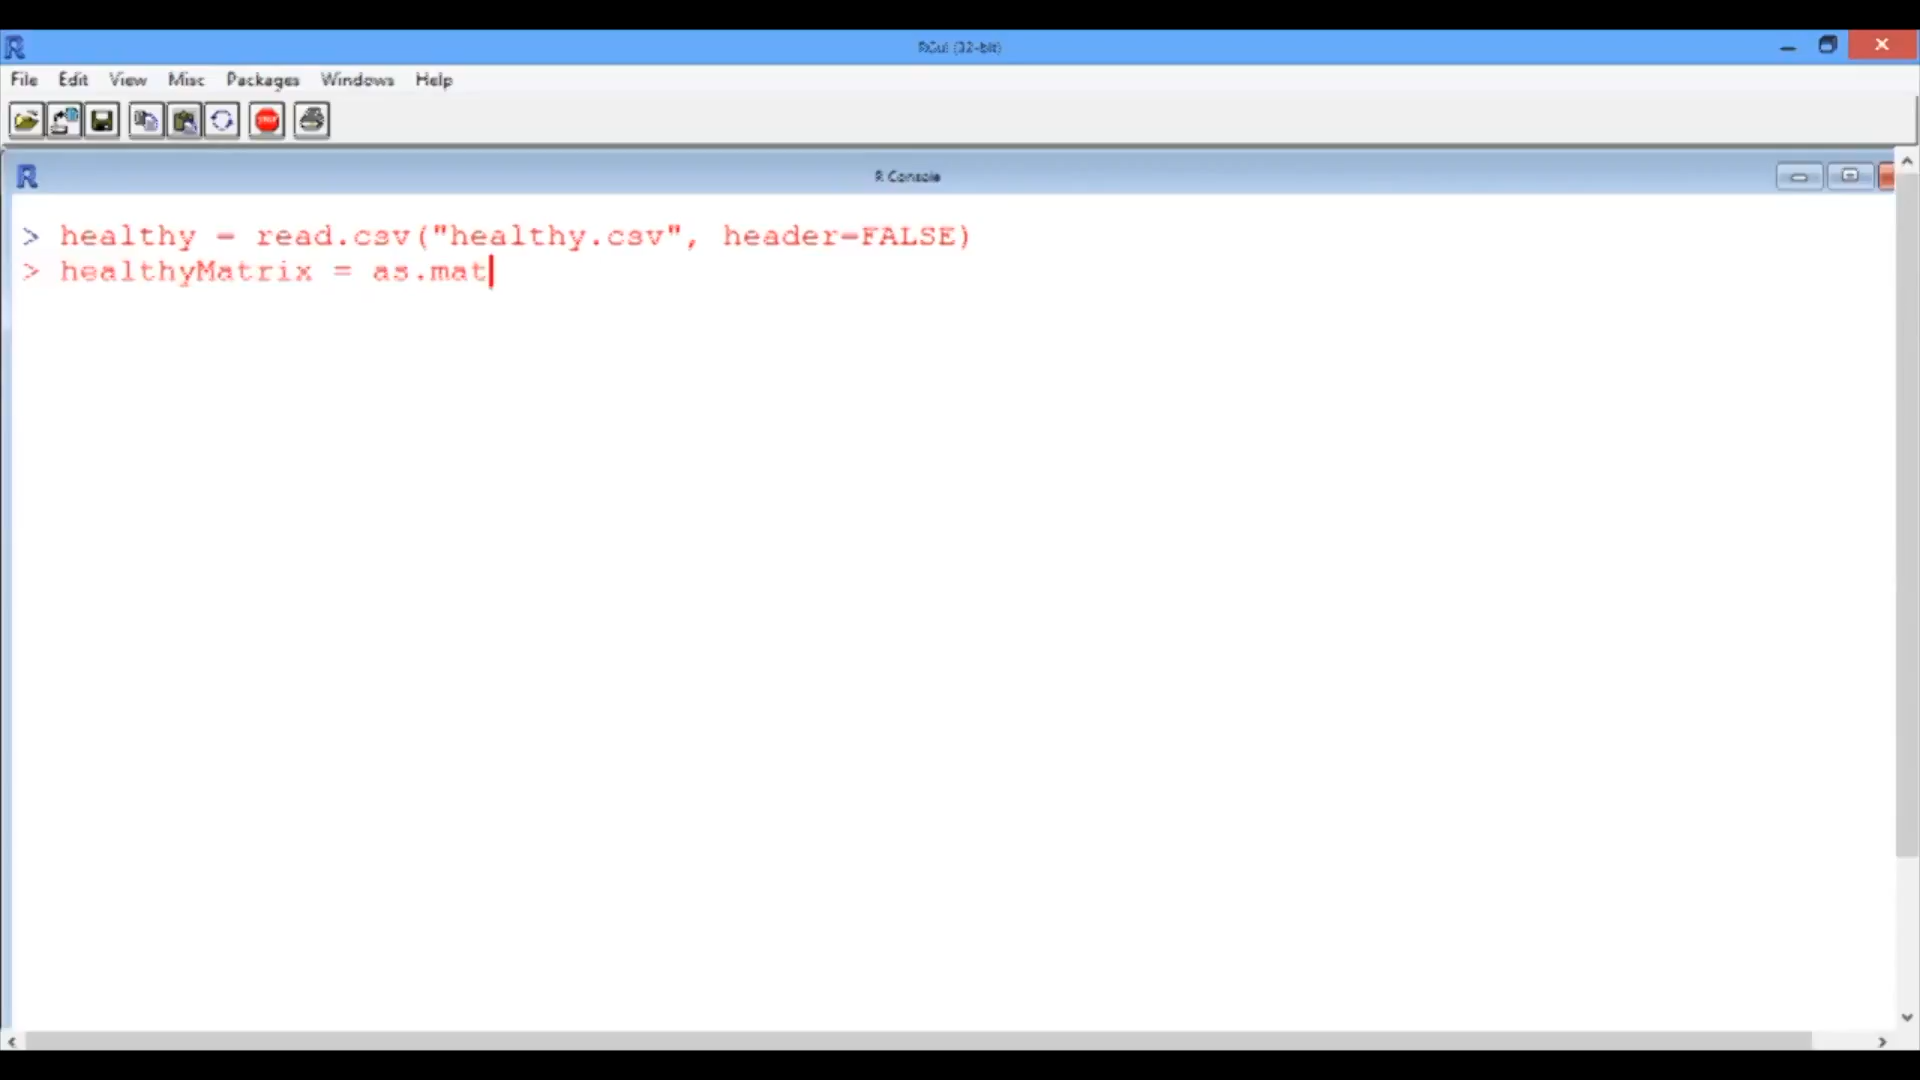 RGui (32-bit)
File Edit View Misc Packages Windows Help
STOP
R Console
> healthy = read.csv("healthy.csv", header=FALSE)
> healthyMatrix = as.mat